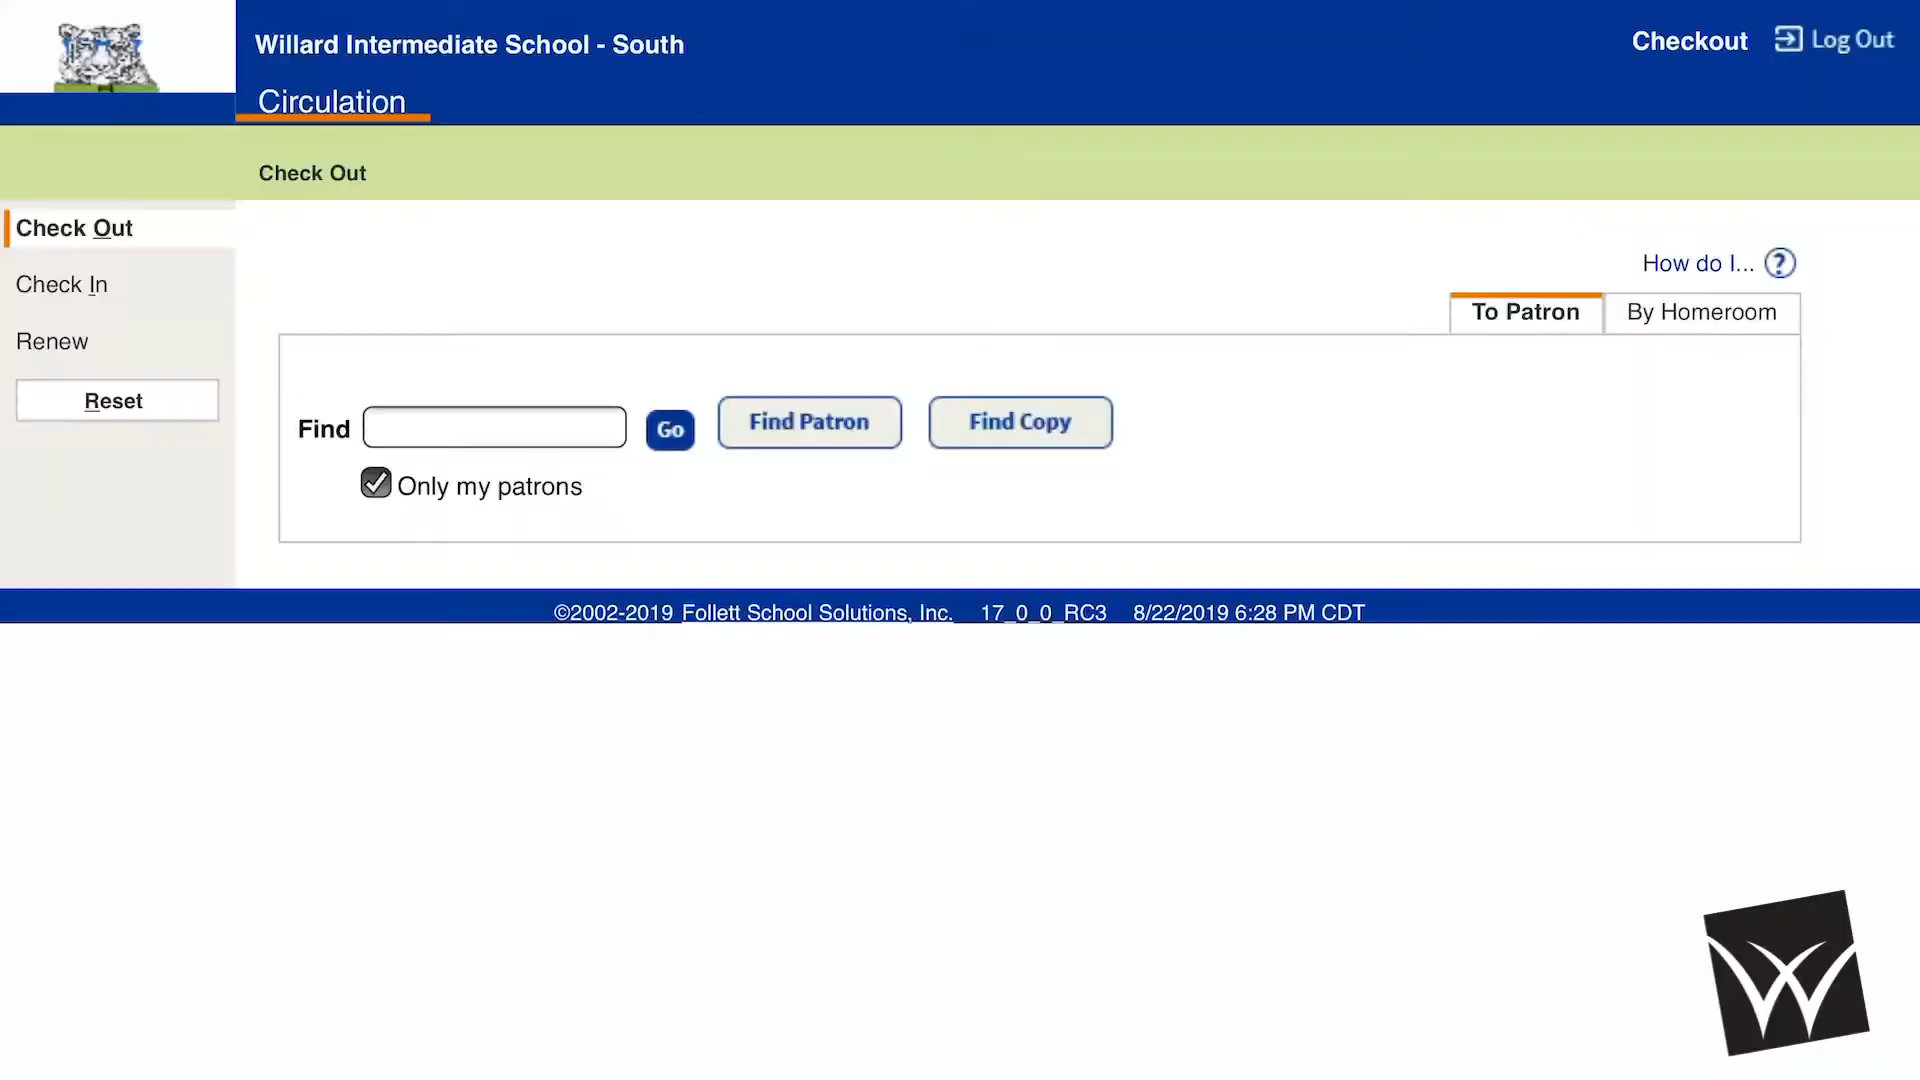 Willard Intermediate School - South
Checkout
Log Out
Circulation
Check Out
Check Out
Check In
Renew
Reset
How do I... ?
To Patron
By Homeroom
Find
Go
Find Patron
Find Copy
Only my patrons
©2002-2019 Follett School Solutions, Inc. 17_0_0_RC3 8/22/2019 6:28 PM CDT
W